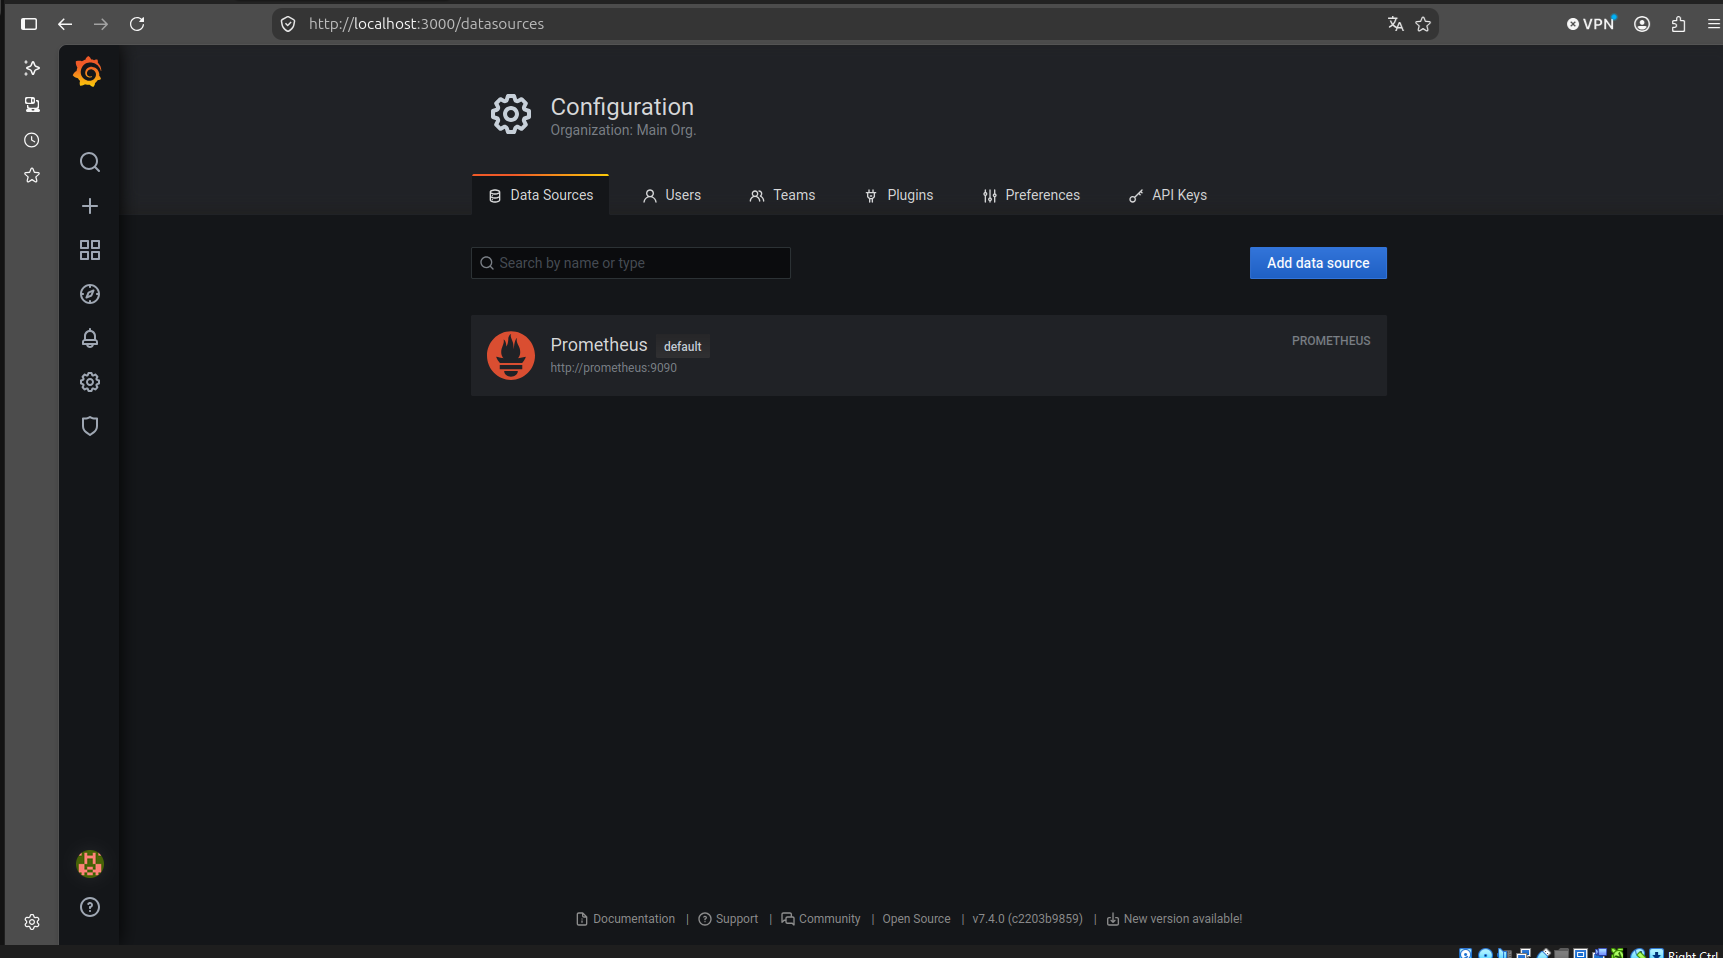 http://localhost:3000/datasources
VPN
Configuration
Organization: Main Org.
Data Sources
Users
Teams
Plugins
Preferences
API Keys
Search by name or type
Add data source
Prometheus
default
PROMETHEUS
http://prometheus:9090
Documentation | Support | Community | Open Source | v7.4.0 (c2203b9859) | New version available!
Right Ctrl